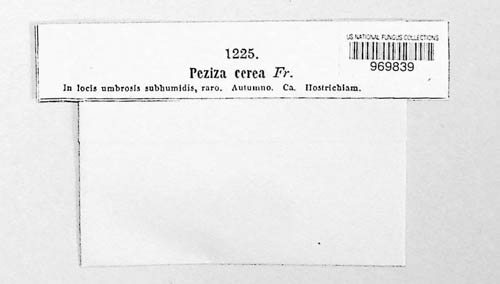 US NATIONAL FUNGUS COLLECTIONS
969839
1225.
Peziza cerea Fr.
In locis umbrosis subhumidis, raro. Autumno. Ca. Hostrichiam.